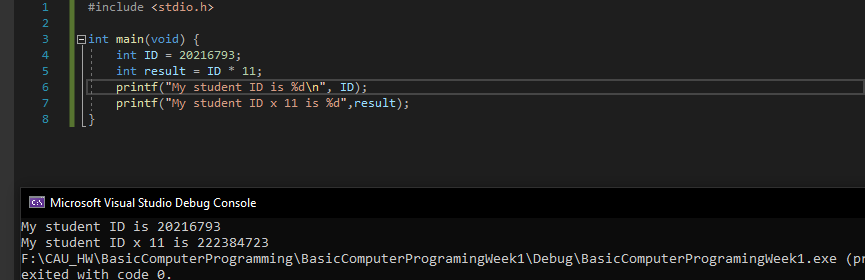 1 #include <stdio.h>
2
3 int main(void) {
4 int ID = 20216793;
5 int result = ID * 11;
6 printf("My student ID is %d\n", ID);
7 printf("My student ID x 11 is %d",result);
8 }
Microsoft Visual Studio Debug Console
My student ID is 20216793
My student ID x 11 is 222384723
F:\CAU_HW\BasicComputerProgramming\BasicComputerProgramingWeek1\Debug\BasicComputerProgramingWeek1.exe (pr
exited with code 0.